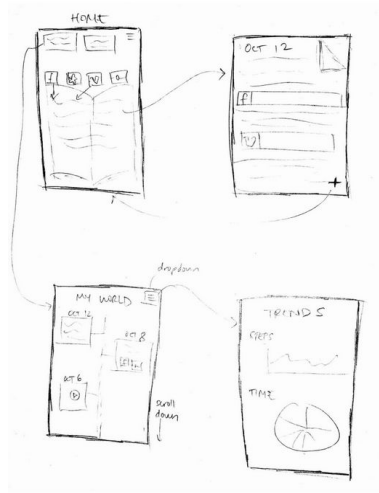 HOME
OCT 12
f
+
dropdown
MY WORLD
OCT 12
OCT 8
OCT 6
scroll
down
TRENDS
STEPS
TIME